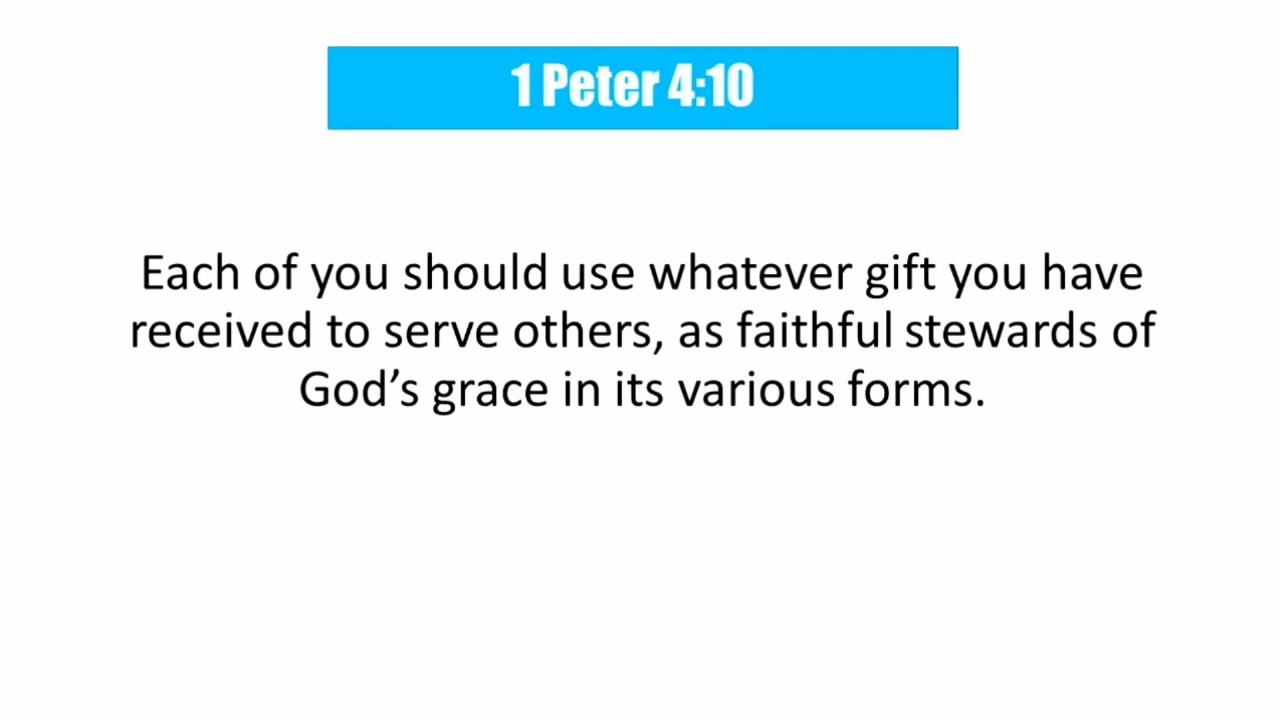 1 Peter 4:10
Each of you should use whatever gift you have
received to serve others, as faithful stewards of
God’s grace in its various forms.